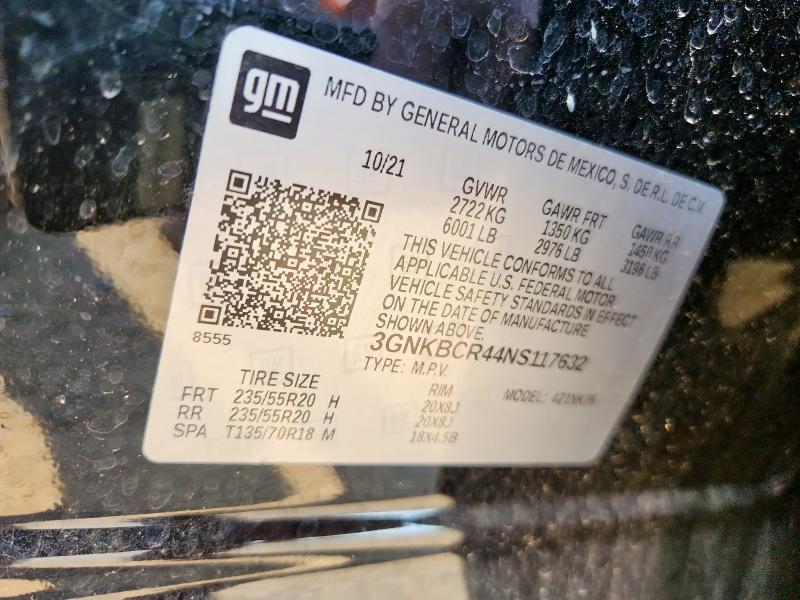 gm
MFD BY GENERAL MOTORS DE MEXICO, S. DE R.L. DE C.V.
10/21
GVWR GAWR FRT GAWR RR
2722 KG 1350 KG 1450 KG
6001 LB 2976 LB 3196 LB
THIS VEHICLE CONFORMS TO ALL
APPLICABLE U.S. FEDERAL MOTOR
VEHICLE SAFETY STANDARDS IN EFFECT
ON THE DATE OF MANUFACTURE
SHOWN ABOVE.
8555
3GNKBCR44NS117632
TYPE: M.P.V. MODEL:
TIRE SIZE RIM
FRT 235/55R20 H 20X8J
RR 235/55R20 H 20X8J
SPA T135/70R18 M 18X4.5B